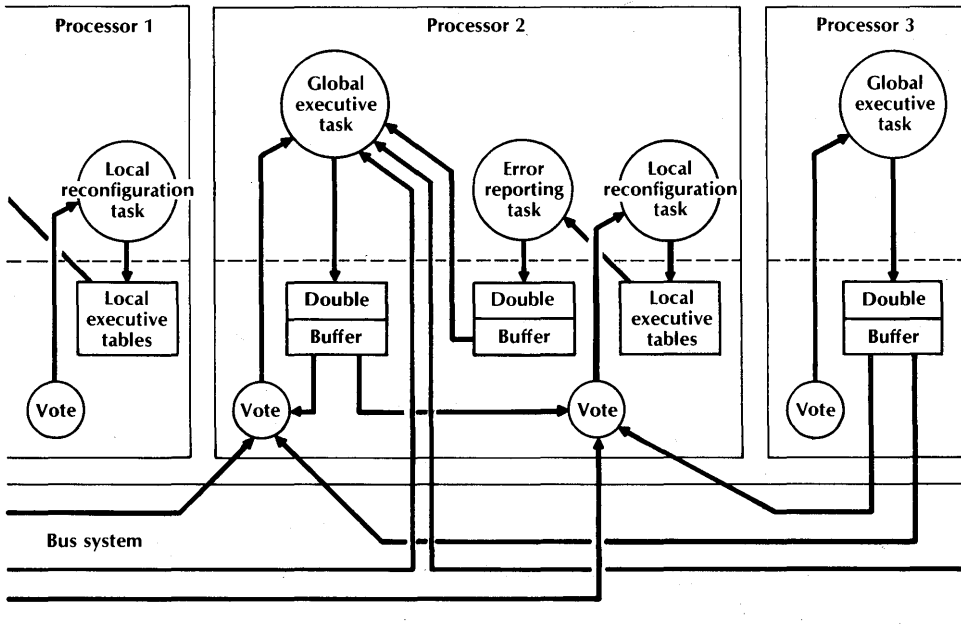 Processor 1
Local
reconfiguration
task
Local
executive
tables
Vote
Processor 2
Global
executive
task
Error
reporting
task
Local
reconfiguration
task
Double
Buffer
Double
Buffer
Local
executive
tables
Vote
Vote
Processor 3
Global
executive
task
Double
Buffer
Vote
Bus system